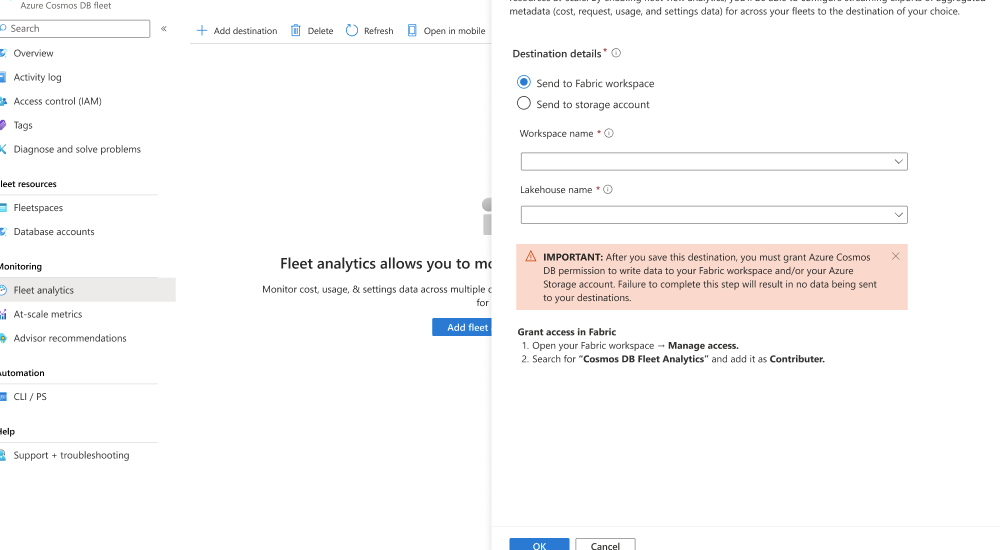 Azure Cosmos DB fleet
Search
«
Overview
Activity log
Access control (IAM)
Tags
Diagnose and solve problems
leet resources
Fleetspaces
Database accounts
Monitoring
Fleet analytics
At-scale metrics
Advisor recommendations
utomation
CLI / PS
Help
Support + troubleshooting
Add destination
Delete
Refresh
Open in mobile
Fleet analytics allows you to mo
Monitor cost, usage, & settings data across multiple
for
Add fleet
metadata (cost, request, usage, and settings data) for across your fleets to the destination of your choice.
Destination details*
Send to Fabric workspace
Send to storage account
Workspace name *
Lakehouse name *
IMPORTANT: After you save this destination, you must grant Azure Cosmos
DB permission to write data to your Fabric workspace and/or your Azure
Storage account. Failure to complete this step will result in no data being sent
to your destinations.
Grant access in Fabric
1. Open your Fabric workspace → Manage access.
2. Search for “Cosmos DB Fleet Analytics” and add it as Contributer.
OK
Cancel